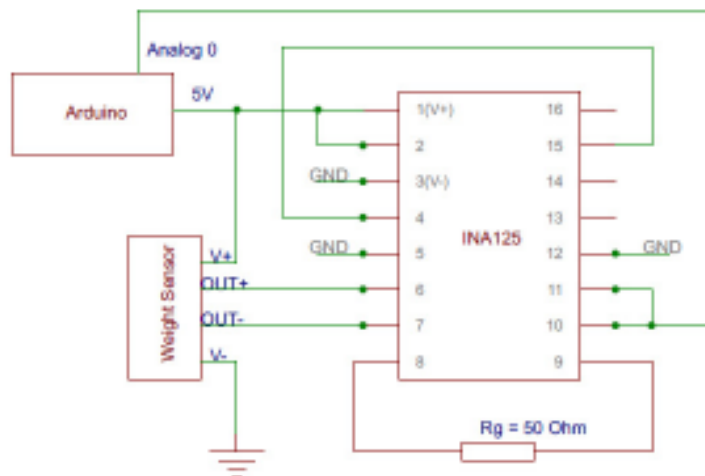 Analog 0
5V
Arduino
1(V+) 16
2 15
GND 3(V-) 14
4 13
INA125
GND 5 12 GND
V+
OUT+ 6 11
OUT- 7 10
Weight Sensor
V- 8 9
Rg = 50 Ohm